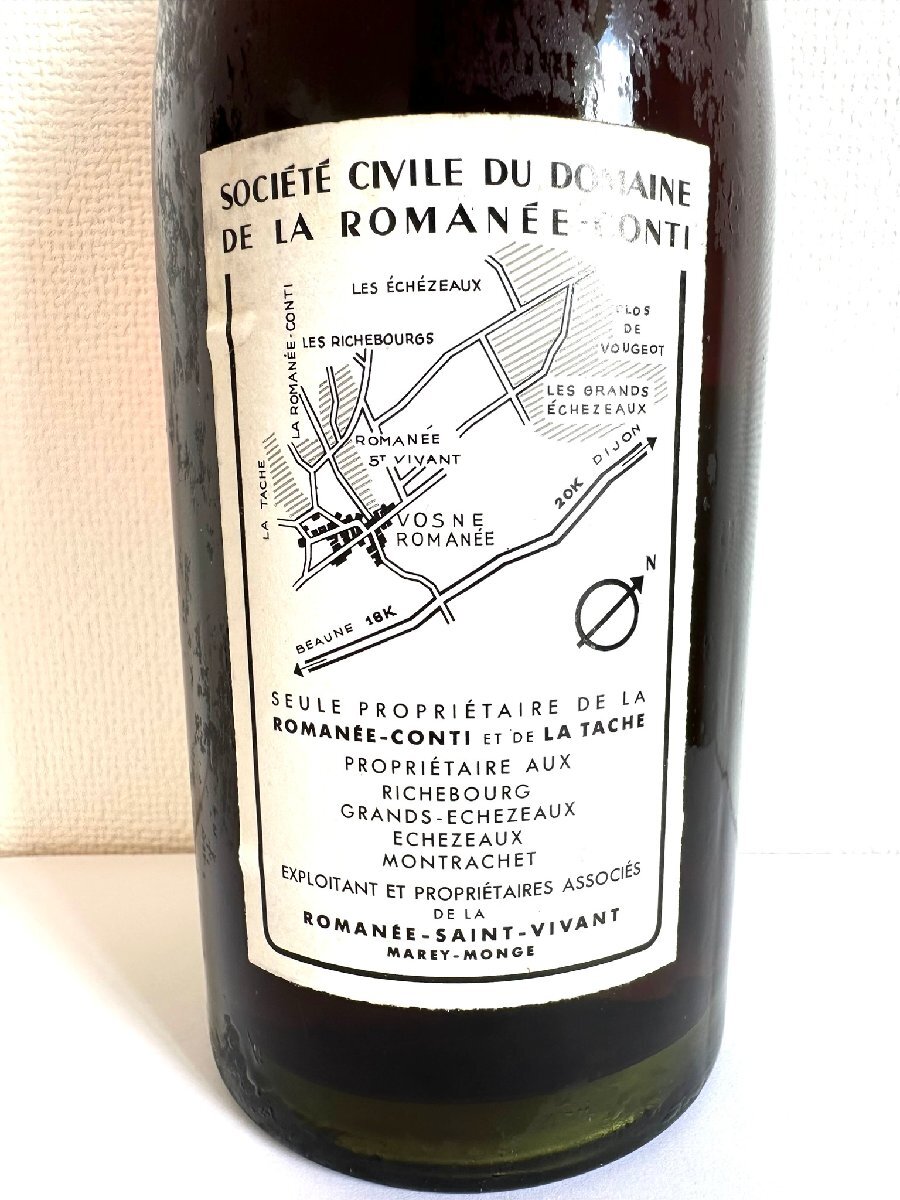 SOCIÉTÉ CIVILE DU DOMAINE
DE LA ROMANÉE-CONTI
LES ÉCHÉZEAUX
LA ROMANÉE-CONTI
LES RICHEBOURGS
CLOS
DE
VOUGEOT
LES GRANDS
ÉCHEZEAUX
ROMANÉE
ST VIVANT
LA TACHE
VOSNE
ROMANÉE
20K DIJON
N
BEAUNE 18K
SEULE PROPRIÉTAIRE DE LA
ROMANÉE-CONTI ET DE LA TACHE
PROPRIÉTAIRE AUX
RICHEBOURG
GRANDS-ECHEZEAUX
ECHEZEAUX
MONTRACHET
EXPLOITANT ET PROPRIÉTAIRES ASSOCIÉS
DE LA
ROMANÉE-SAINT-VIVANT
MAREY-MONGE